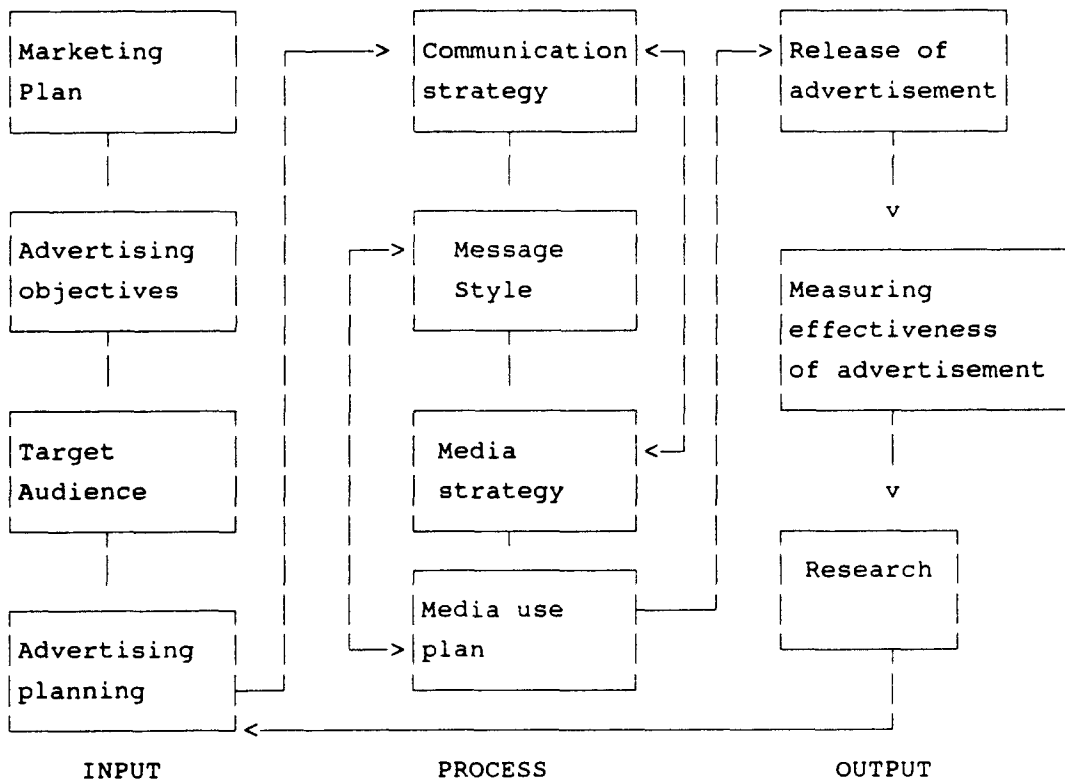 Marketing
Plan
Advertising
objectives
Target
Audience
Advertising
planning
INPUT
Communication
strategy
Message
Style
Media
strategy
Media use
plan
PROCESS
Release of
advertisement
v
Measuring
effectiveness
of advertisement
v
Research
OUTPUT